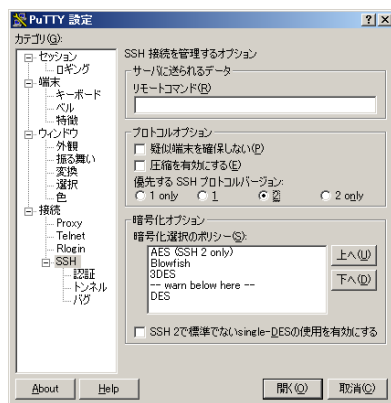 PuTTY 設定
カテゴリ(G):
セッション
ロギング
端末
キーボード
ベル
特徴
ウィンドウ
外観
振る舞い
変換
選択
色
接続
Proxy
Telnet
Rlogin
SSH
認証
トンネル
バグ
SSH 接続を管理するオプション
サーバに送られるデータ
リモートコマンド(R)
プロトコルオプション
疑似端末を確保しない(P)
圧縮を有効にする(E)
優先する SSH プロトコルバージョン:
1 only 1 2 2 only
暗号化オプション
暗号化選択のポリシー(S):
AES (SSH 2 only)
Blowfish
3DES
-- warn below here --
DES
上へ(U)
下へ(D)
SSH 2で標準でないsingle-DESの使用を有効にする
About Help 開く(O) 取消(C)